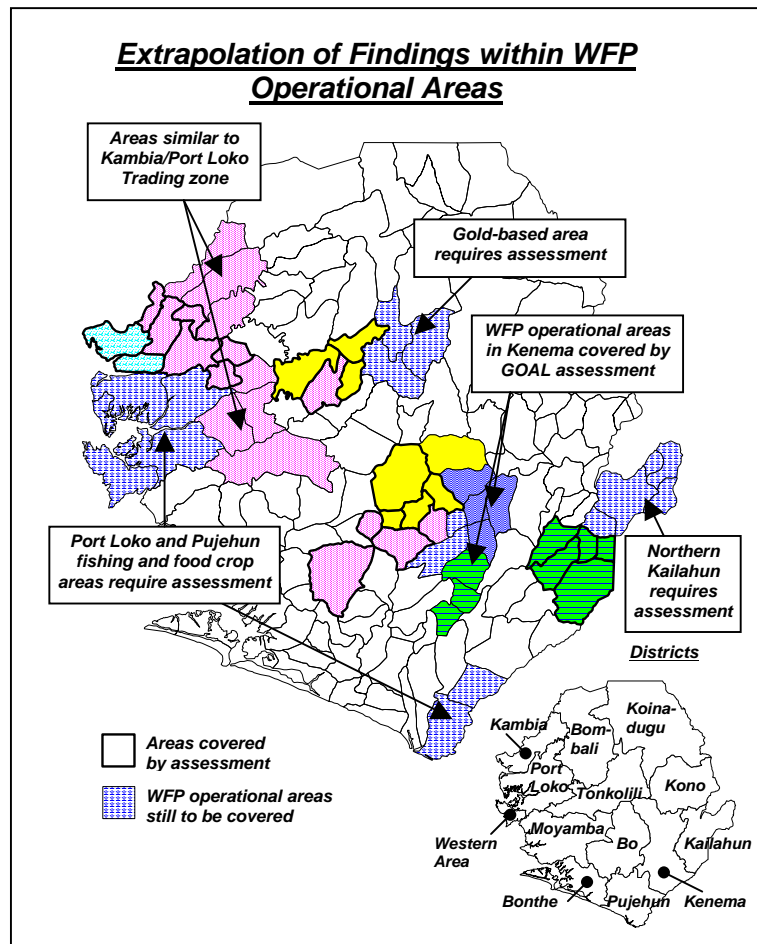 Extrapolation of Findings within WFP
Operational Areas
Areas similar to
Kambia/Port Loko
Trading zone
Gold-based area
requires assessment
WFP operational areas
in Kenema covered by
GOAL assessment
Port Loko and Pujehun
fishing and food crop
areas require assessment
Northern
Kailahun
requires
assessment
Areas covered
by assessment
WFP operational areas
still to be covered
Districts
Koina-
dugu
Kambia
Bom-
bali
Port
Loko
Tonkolili
Kono
Western
Area
Moyamba
Bo
Kailahun
Bonthe
Pujehun
Kenema